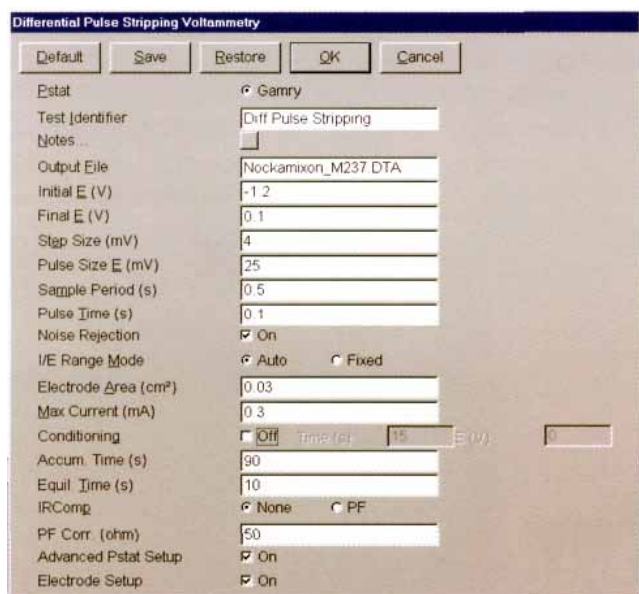 Differential Pulse Stripping Voltammetry
Default Save Restore OK Cancel
Pstat Gamry
Test Identifier Diff Pulse Stripping
Notes...
Output File Nockamixon_M237.DTA
Initial E (V) -1.2
Final E (V) 0.1
Step Size (mV) 4
Pulse Size E (mV) 25
Sample Period (s) 0.5
Pulse Time (s) 0.1
Noise Rejection On
I/E Range Mode Auto Fixed
Electrode Area (cm²) 0.03
Max Current (mA) 0.3
Conditioning Off Time (s) 15 E (V) 0
Accum. Time (s) 90
Equil. Time (s) 10
IRComp None PF
PF Corr. (ohm) 50
Advanced Pstat Setup On
Electrode Setup On